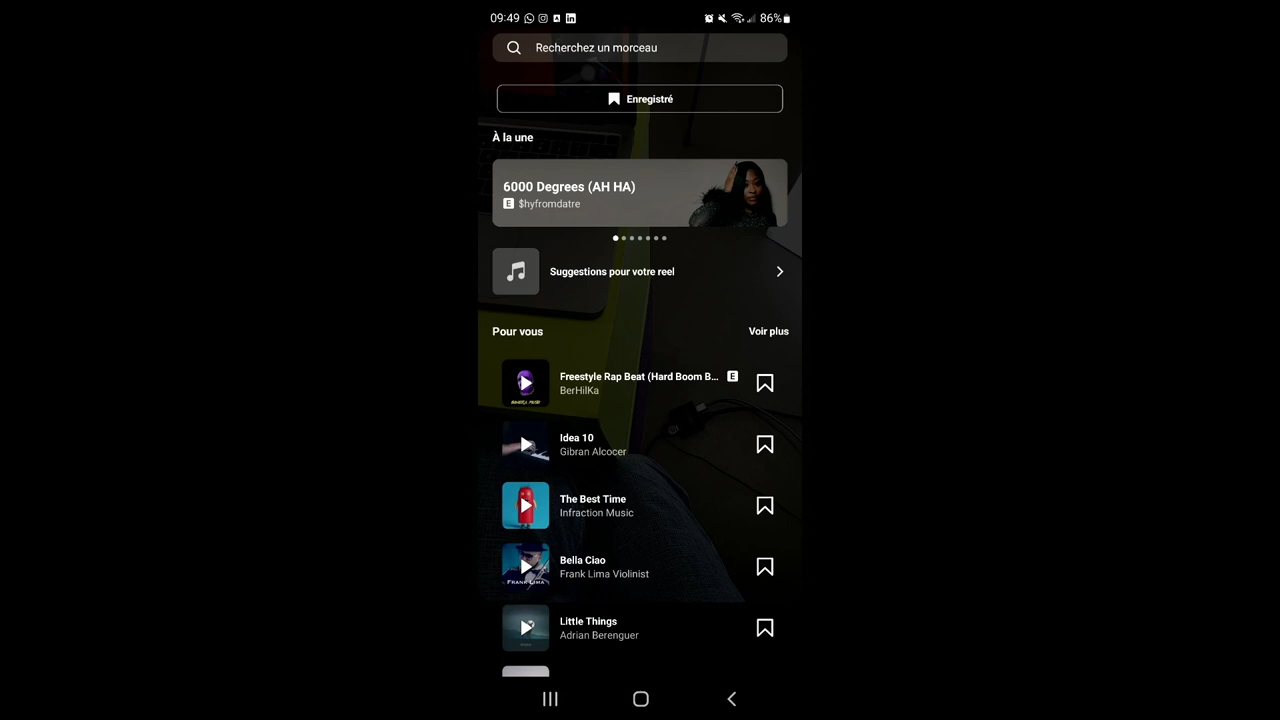 09:49
86%
Recherchez un morceau
Enregistré
À la une
6000 Degrees (AH HA)
E $hyfromdatre
Suggestions pour votre reel
Pour vous
Voir plus
Freestyle Rap Beat (Hard Boom B... E
BerHilKa
Idea 10
Gibran Alcocer
The Best Time
Infraction Music
Bella Ciao
Frank Lima Violinist
FRANK LIMA
Little Things
Adrian Berenguer